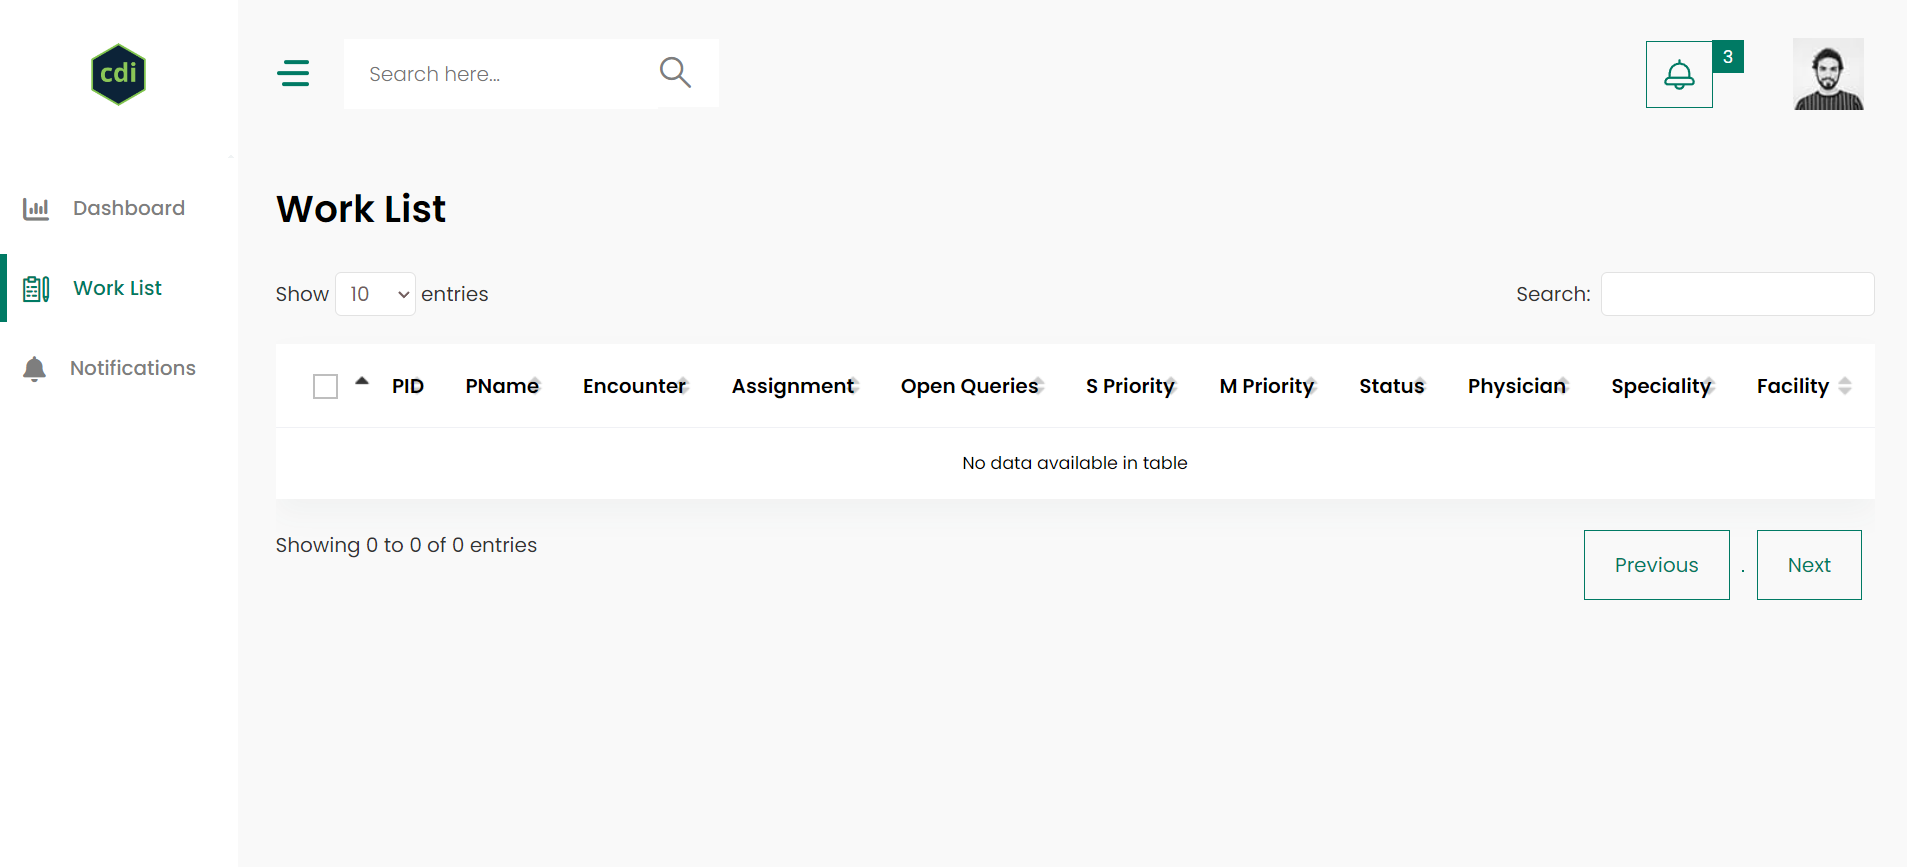 cdi
Search here...
3
Dashboard
Work List
Notifications
Work List
Show 10 entries
Search:
PID PName Encounter Assignment Open Queries S Priority M Priority Status Physician Speciality Facility
No data available in table
Showing 0 to 0 of 0 entries
Previous . Next